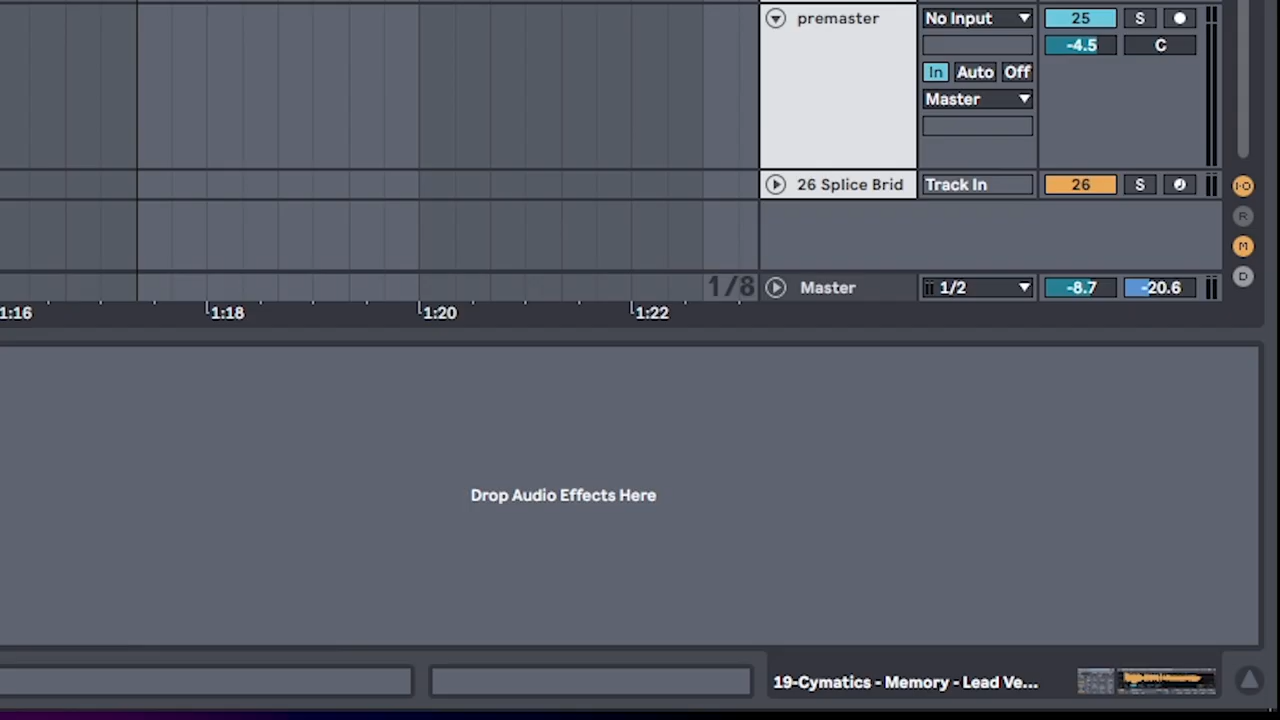 premaster No Input 25 S
-4.5 C
In Auto Off
Master
26 Splice Brid Track In 26 S
I·O
R
M
1/8 Master 1/2 -8.7 -20.6
D
1:16 1:18 1:20 1:22
Drop Audio Effects Here
19-Cymatics - Memory - Lead Ve...